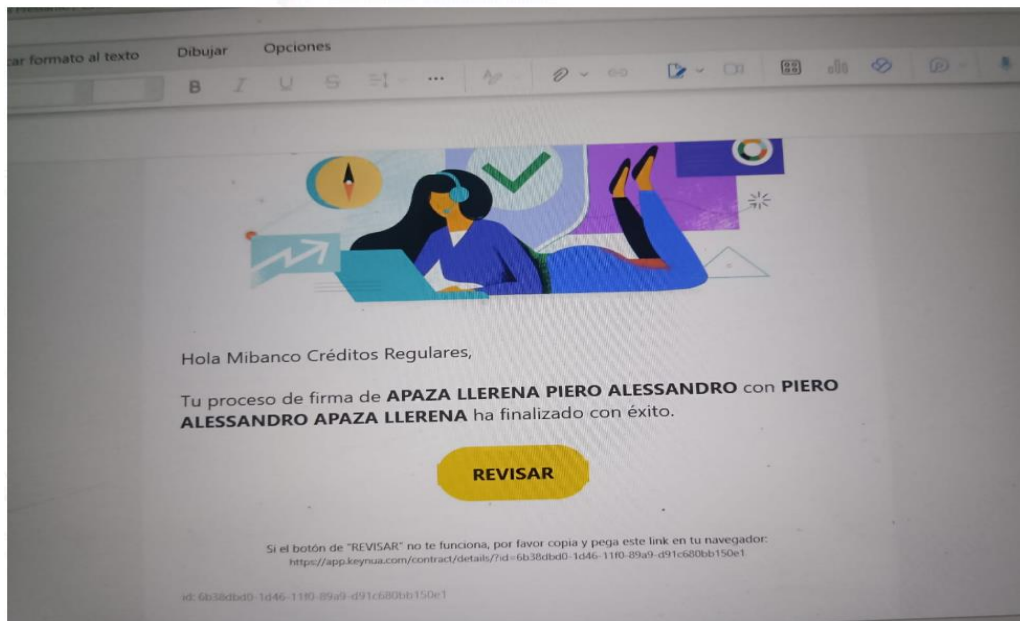 ar formato al texto Dibujar Opciones
B I U S
Hola Mibanco Créditos Regulares,
Tu proceso de firma de APAZA LLERENA PIERO ALESSANDRO con PIERO
ALESSANDRO APAZA LLERENA ha finalizado con éxito.
REVISAR
Si el botón de "REVISAR" no te funciona, por favor copia y pega este link en tu navegador:
https://app.keynua.com/contract/details/?id=6b38dbd0-1d46-11f0-89a9-d91c680bb150e1
id: 6b38dbd0-1d46-11f0-89a9-d91c680bb150e1